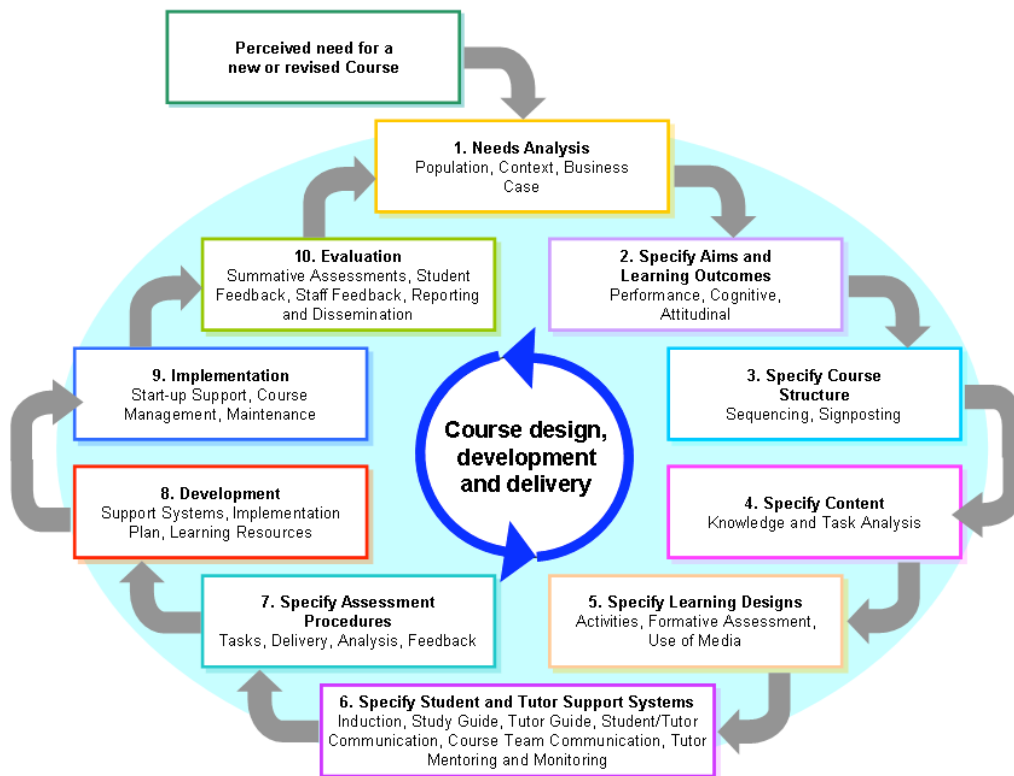 Perceived need for a
new or revised Course
1. Needs Analysis
Population, Context, Business
Case
2. Specify Aims and
Learning Outcomes
Performance, Cognitive,
Attitudinal
3. Specify Course
Structure
Sequencing, Signposting
4. Specify Content
Knowledge and Task Analysis
5. Specify Learning Designs
Activities, Formative Assessment,
Use of Media
6. Specify Student and Tutor Support Systems
Induction, Study Guide, Tutor Guide, Student/Tutor
Communication, Course Team Communication, Tutor
Mentoring and Monitoring
7. Specify Assessment
Procedures
Tasks, Delivery, Analysis, Feedback
8. Development
Support Systems, Implementation
Plan, Learning Resources
9. Implementation
Start-up Support, Course
Management, Maintenance
10. Evaluation
Summative Assessments, Student
Feedback, Staff Feedback, Reporting
and Dissemination
Course design,
development
and delivery